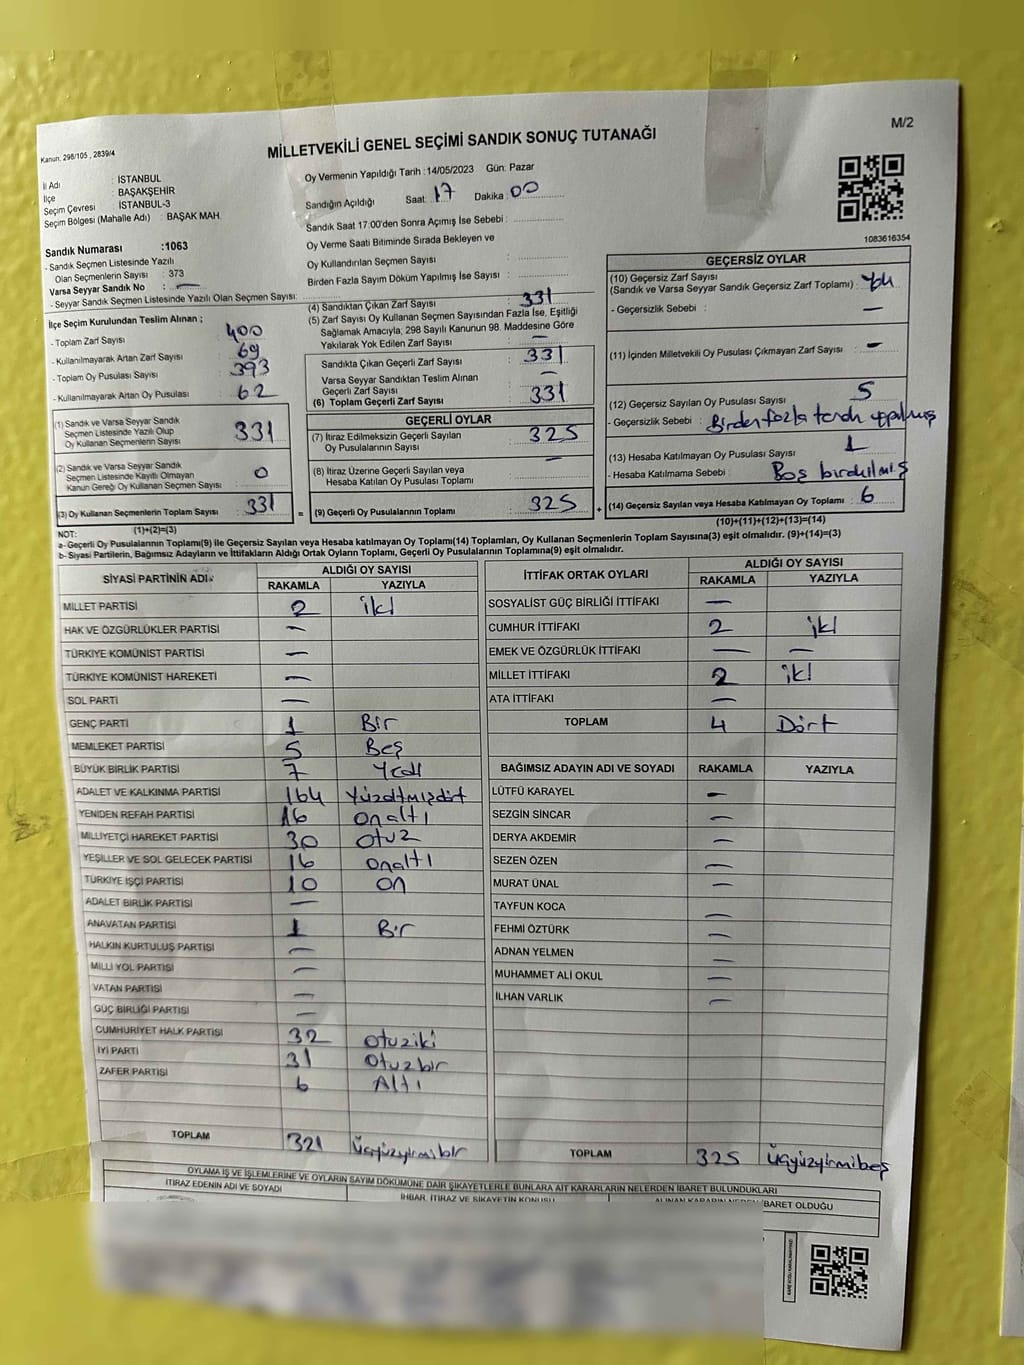 M/2
Kanun. 298/105 , 2839/4
MİLLETVEKİLİ GENEL SEÇİMİ SANDIK SONUÇ TUTANAĞI
İl Adı : İSTANBUL
İlçe : BAŞAKŞEHİR
Seçim Çevresi : İSTANBUL-3
Seçim Bölgesi (Mahalle Adı) : BAŞAK MAH.
Sandık Numarası :1063
- Sandık Seçmen Listesinde Yazılı
Olan Seçmenlerin Sayısı : 373
Varsa Seyyar Sandık No : —
- Seyyar Sandık Seçmen Listesinde Yazılı Olan Seçmen Sayısı:
Oy Vermenin Yapıldığı Tarih : 14/05/2023 Gün: Pazar
Sandığın Açıldığı Saat 17 Dakika 00
Sandık Saat 17:00'den Sonra Açımış İse Sebebi :
Oy Verme Saati Bitiminde Sırada Bekleyen ve
Oy Kullandırılan Seçmen Sayısı :
Birden Fazla Sayım Döküm Yapılmış İse Sayısı :
1083616354
İlçe Seçim Kurulundan Teslim Alınan ;
- Toplam Zarf Sayısı : 400
- Kullanılmayarak Artan Zarf Sayısı : 69
- Toplam Oy Pusulası Sayısı : 393
- Kullanılmayarak Artan Oy Pusulası : 62
(1) Sandık ve Varsa Seyyar Sandık
Seçmen Listesinde Yazılı Olup
Oy Kullanan Seçmenlerin Sayısı : 331
(2) Sandık ve Varsa Seyyar Sandık
Seçmen Listesinde Kayıtlı Olmayan
Kanun Gereği Oy Kullanan Seçmen Sayısı : 0
(3) Oy Kullanan Seçmenlerin Toplam Sayısı : 331
(1)+(2)=(3)
(4) Sandıktan Çıkan Zarf Sayısı : 331
(5) Zarf Sayısı Oy Kullanan Seçmen Sayısından Fazla İse, Eşitliği
Sağlamak Amacıyla; 298 Sayılı Kanunun 98. Maddesine Göre
Yakılarak Yok Edilen Zarf Sayısı : —
Sandıkta Çıkan Geçerli Zarf Sayısı : 331
Varsa Seyyar Sandıktan Teslim Alınan
Geçerli Zarf Sayısı : —
(6) Toplam Geçerli Zarf Sayısı : 331
GEÇERLİ OYLAR
(7) İtiraz Edilmeksizin Geçerli Sayılan
Oy Pusulalarının Sayısı : 325
(8) İtiraz Üzerine Geçerli Sayılan veya
Hesaba Katılan Oy Pusulası Toplamı : —
= (9) Geçerli Oy Pusulalarının Toplamı : 325 +
GEÇERSİZ OYLAR
(10) Geçersiz Zarf Sayısı
(Sandık ve Varsa Seyyar Sandık Geçersiz Zarf Toplamı) : Yok
- Geçersizlik Sebebi : —
(11) İçinden Milletvekili Oy Pusulası Çıkmayan Zarf Sayısı : —
(12) Geçersiz Sayılan Oy Pusulası Sayısı : 5
- Geçersizlik Sebebi : Birden fazla tercih yapılmış
(13) Hesaba Katılmayan Oy Pusulası Sayısı : 1
- Hesaba Katılmama Sebebi : Boş bırakılmış
(14) Geçersiz Sayılan veya Hesaba Katılmayan Oy Toplamı : 6
(10)+(11)+(12)+(13)=(14)
NOT:
a- Geçerli Oy Pusulalarının Toplamı(9) ile Geçersiz Sayılan veya Hesaba katılmayan Oy Toplamı(14) Toplamları, Oy Kullanan Seçmenlerin Toplam Sayısına(3) eşit olmalıdır. (9)+(14)=(3)
b- Siyasi Partilerin, Bağımsız Adayların ve İttifakların Aldığı Ortak Oyların Toplamı, Geçerli Oy Pusulalarının Toplamına(9) eşit olmalıdır.
SİYASİ PARTİNİN ADI ALDIĞI OY SAYISI
RAKAMLA YAZIYLA
MİLLET PARTİSİ 2 iki
HAK VE ÖZGÜRLÜKLER PARTİSİ —
TÜRKİYE KOMÜNİST PARTİSİ —
TÜRKİYE KOMÜNİST HAREKETİ —
SOL PARTİ —
GENÇ PARTİ 1 Bir
MEMLEKET PARTİSİ 5 Beş
BÜYÜK BİRLİK PARTİSİ 7 Yedi
ADALET VE KALKINMA PARTİSİ 164 Yüzaltmışdört
YENİDEN REFAH PARTİSİ 16 onaltı
MİLLİYETÇİ HAREKET PARTİSİ 30 otuz
YEŞİLLER VE SOL GELECEK PARTİSİ 16 onaltı
TÜRKİYE İŞÇİ PARTİSİ 10 on
ADALET BİRLİK PARTİSİ —
ANAVATAN PARTİSİ 1 Bir
HALKIN KURTULUŞ PARTİSİ —
MİLLİ YOL PARTİSİ —
VATAN PARTİSİ —
GÜÇ BİRLİĞİ PARTİSİ —
CUMHURİYET HALK PARTİSİ 32 otuziki
İYİ PARTİ 31 otuzbir
ZAFER PARTİSİ 6 Altı
TOPLAM 321 üçyüzyirmibir
İTTİFAK ORTAK OYLARI ALDIĞI OY SAYISI
RAKAMLA YAZIYLA
SOSYALİST GÜÇ BİRLİĞİ İTTİFAKI —
CUMHUR İTTİFAKI 2 iki
EMEK VE ÖZGÜRLÜK İTTİFAKI — —
MİLLET İTTİFAKI 2 iki
ATA İTTİFAKI —
TOPLAM 4 Dört
BAĞIMSIZ ADAYIN ADI VE SOYADI RAKAMLA YAZIYLA
LÜTFÜ KARAYEL —
SEZGİN SİNCAR —
DERYA AKDEMİR —
SEZEN ÖZEN —
MURAT ÜNAL —
TAYFUN KOCA —
FEHMİ ÖZTÜRK —
ADNAN YELMEN —
MUHAMMET ALİ OKUL —
İLHAN VARLIK —
TOPLAM 325 üçyüzyirmibeş
OYLAMA İŞ VE İŞLEMLERİNE VE OYLARIN SAYIM DÖKÜMÜNE DAİR ŞİKAYETLERLE BUNLARA AİT KARARLARIN NELERDEN İBARET BULUNDUKLARI
İTİRAZ EDENİN ADI VE SOYADI
İHBAR, İTİRAZ VE ŞİKAYETİN KONUSU
ALINAN KARARIN NEDEN İBARET OLDUĞU